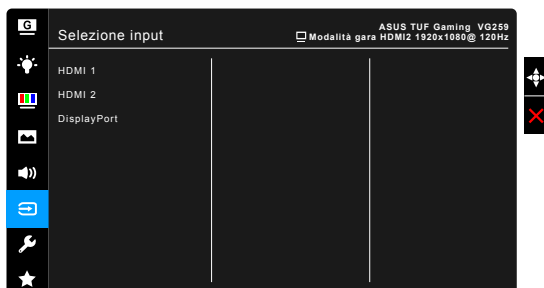 G
Selezione input
ASUS TUF Gaming VG259
Modalità gara HDMI2 1920x1080@ 120Hz
HDMI 1
HDMI 2
DisplayPort